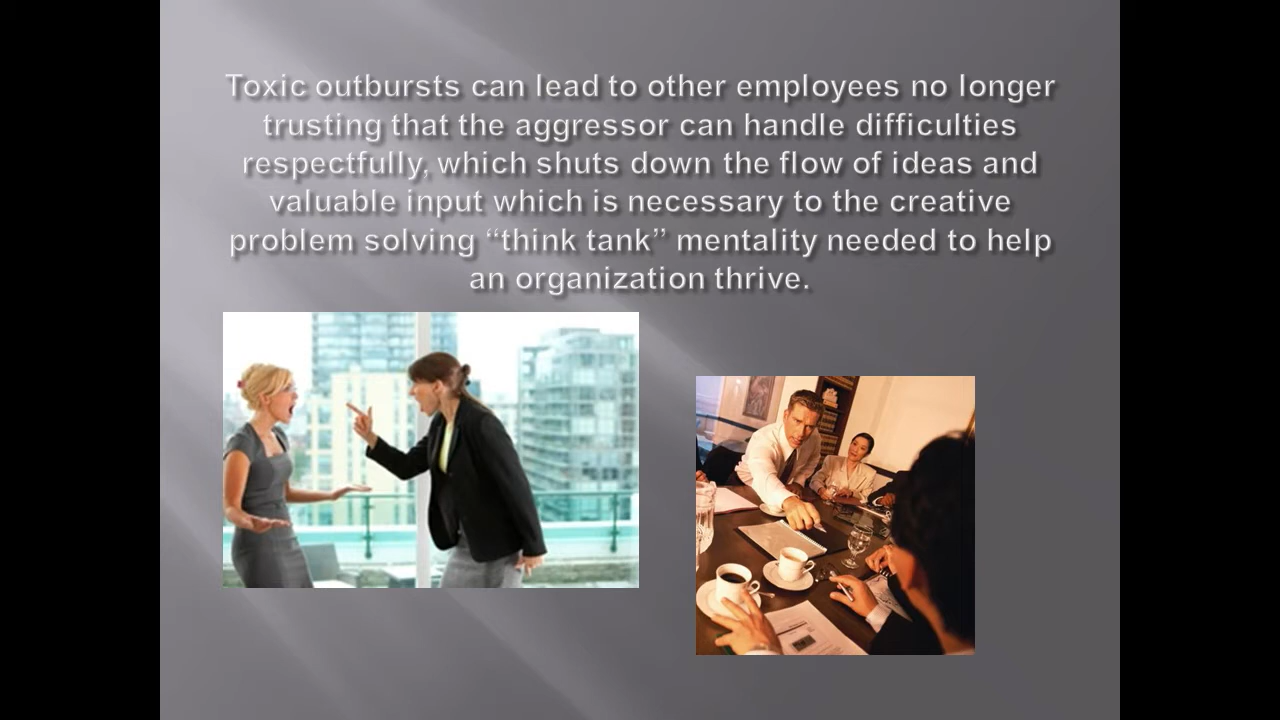 Toxic outbursts can lead to other employees no longer
trusting that the aggressor can handle difficulties
respectfully, which shuts down the flow of ideas and
valuable input which is necessary to the creative
problem solving “think tank” mentality needed to help
an organization thrive.